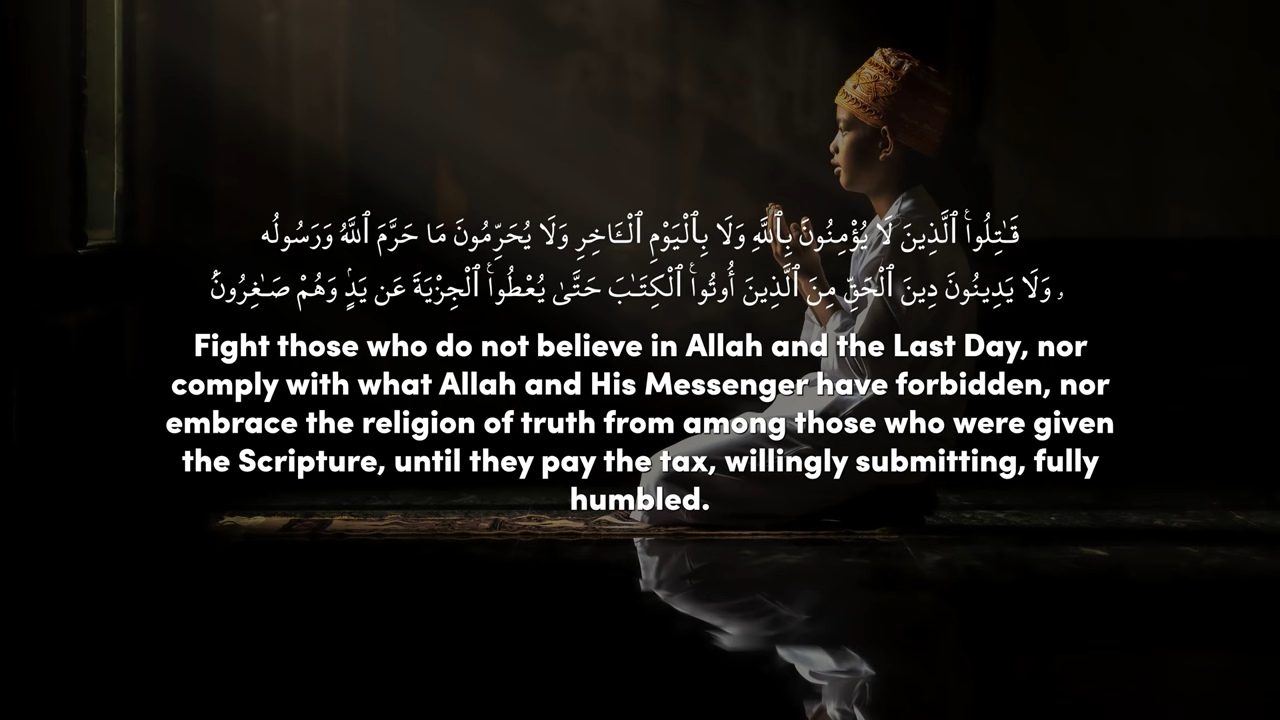 قَـٰتِلُوا۟ ٱلَّذِينَ لَا يُؤْمِنُونَ بِٱللَّهِ وَلَا بِٱلْيَوْمِ ٱلْـَٔاخِرِ وَلَا يُحَرِّمُونَ مَا حَرَّمَ ٱللَّهُ وَرَسُولُه
ۥ وَلَا يَدِينُونَ دِينَ ٱلْحَقِّ مِنَ ٱلَّذِينَ أُوتُوا۟ ٱلْكِتَـٰبَ حَتَّىٰ يُعْطُوا۟ ٱلْجِزْيَةَ عَن يَدٍۢ وَهُمْ صَـٰغِرُونَ
Fight those who do not believe in Allah and the Last Day, nor
comply with what Allah and His Messenger have forbidden, nor
embrace the religion of truth from among those who were given
the Scripture, until they pay the tax, willingly submitting, fully
humbled.